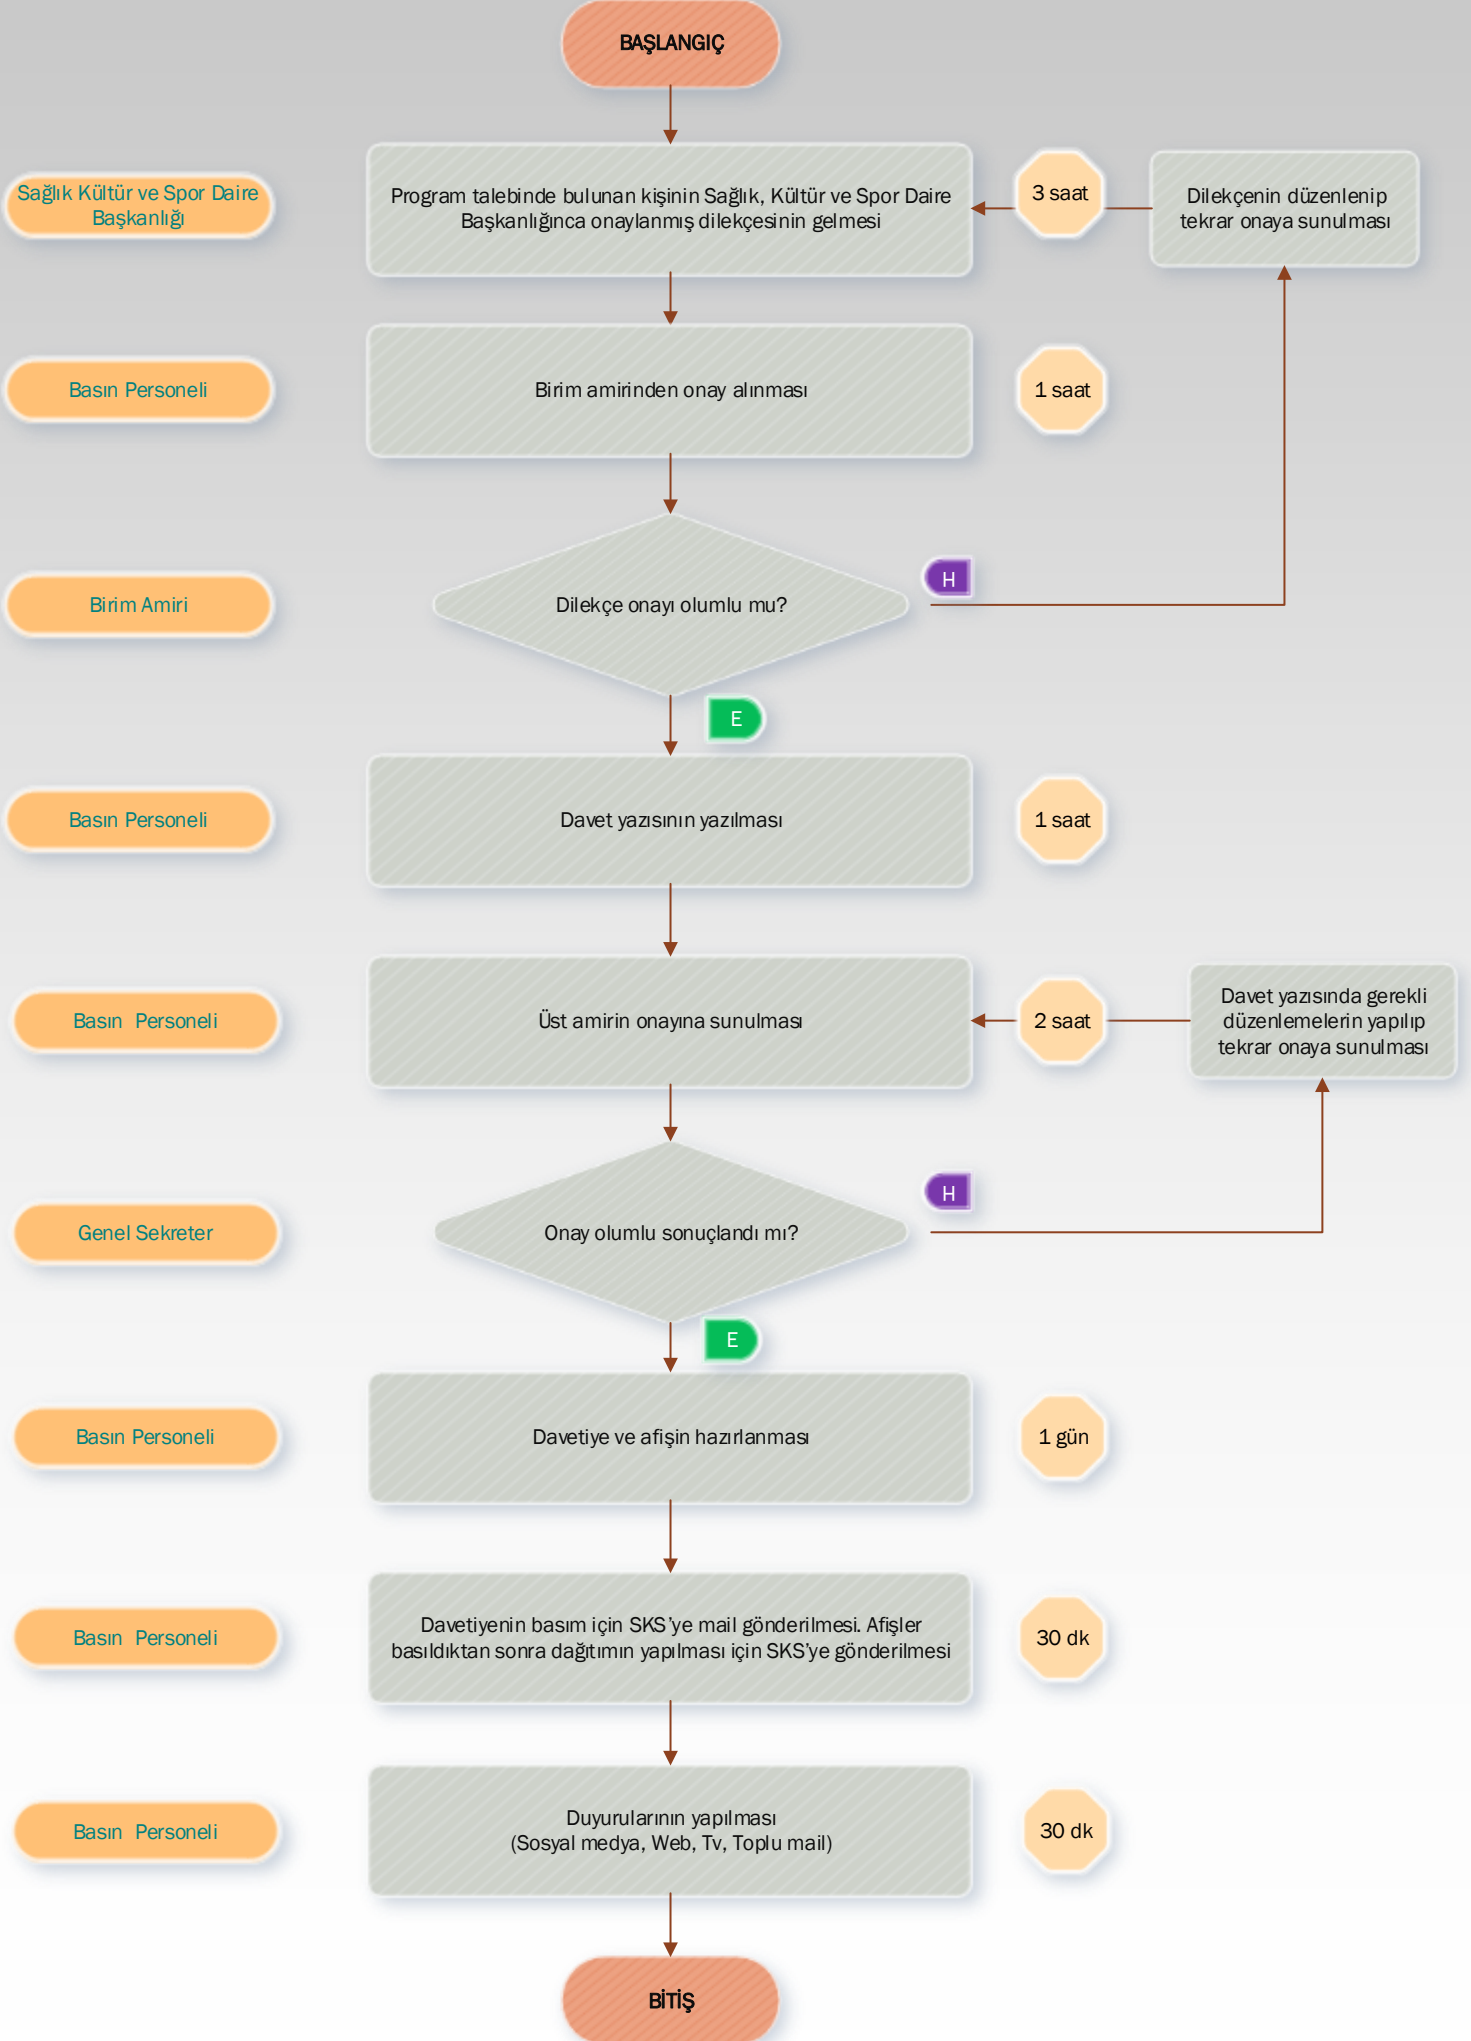 BAŞLANGIÇ
Sağlık Kültür ve Spor Daire
Başkanlığı
Program talebinde bulunan kişinin Sağlık, Kültür ve Spor Daire
Başkanlığınca onaylanmış dilekçesinin gelmesi
3 saat
Dilekçenin düzenlenip
tekrar onaya sunulması
Basın Personeli
Birim amirinden onay alınması
1 saat
Birim Amiri
Dilekçe onayı olumlu mu?
H
E
Basın Personeli
Davet yazısının yazılması
1 saat
Basın  Personeli
Üst amirin onayına sunulması
2 saat
Davet yazısında gerekli
düzenlemelerin yapılıp
tekrar onaya sunulması
Genel Sekreter
Onay olumlu sonuçlandı mı?
H
E
Basın Personeli
Davetiye ve afişin hazırlanması
1 gün
Basın  Personeli
Davetiyenin basım için SKS’ye mail gönderilmesi. Afişler
basıldıktan sonra dağıtımın yapılması için SKS’ye gönderilmesi
30 dk
Basın  Personeli
Duyurularının yapılması
(Sosyal medya, Web, Tv, Toplu mail)
30 dk
BİTİŞ